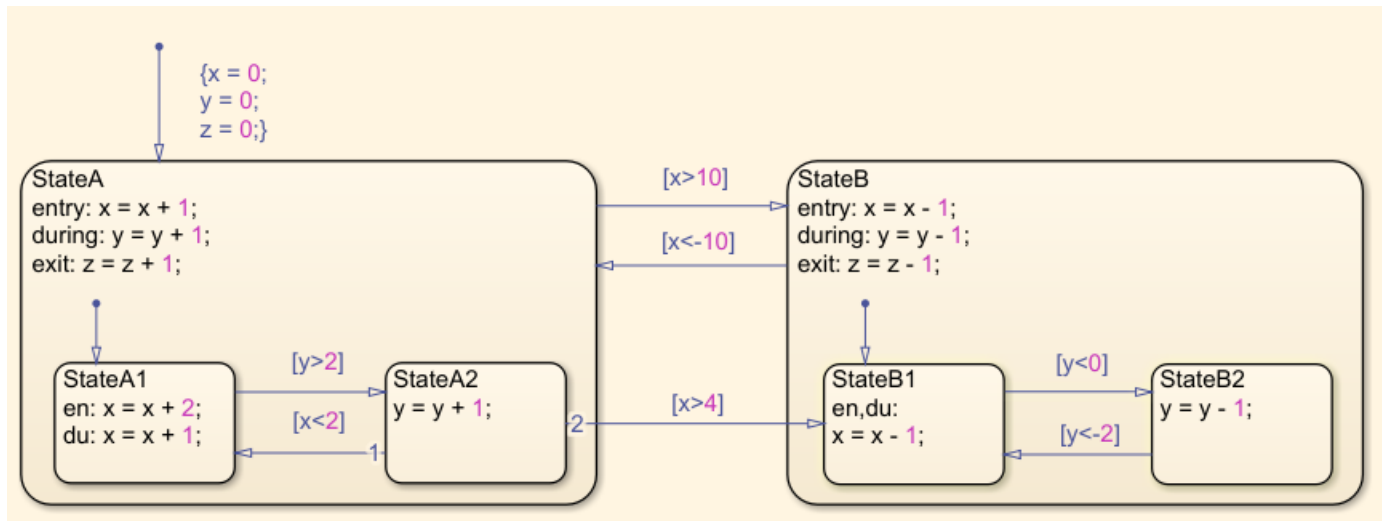 {x = 0;
y = 0;
z = 0;}
StateA
entry: x = x + 1;
during: y = y + 1;
exit: z = z + 1;
[x>10]
[x<-10]
StateB
entry: x = x - 1;
during: y = y - 1;
exit: z = z - 1;
StateA1
en: x = x + 2;
du: x = x + 1;
[y>2]
[x<2]
1
StateA2
y = y + 1;
2
[x>4]
StateB1
en,du:
x = x - 1;
[y<0]
[y<-2]
StateB2
y = y - 1;